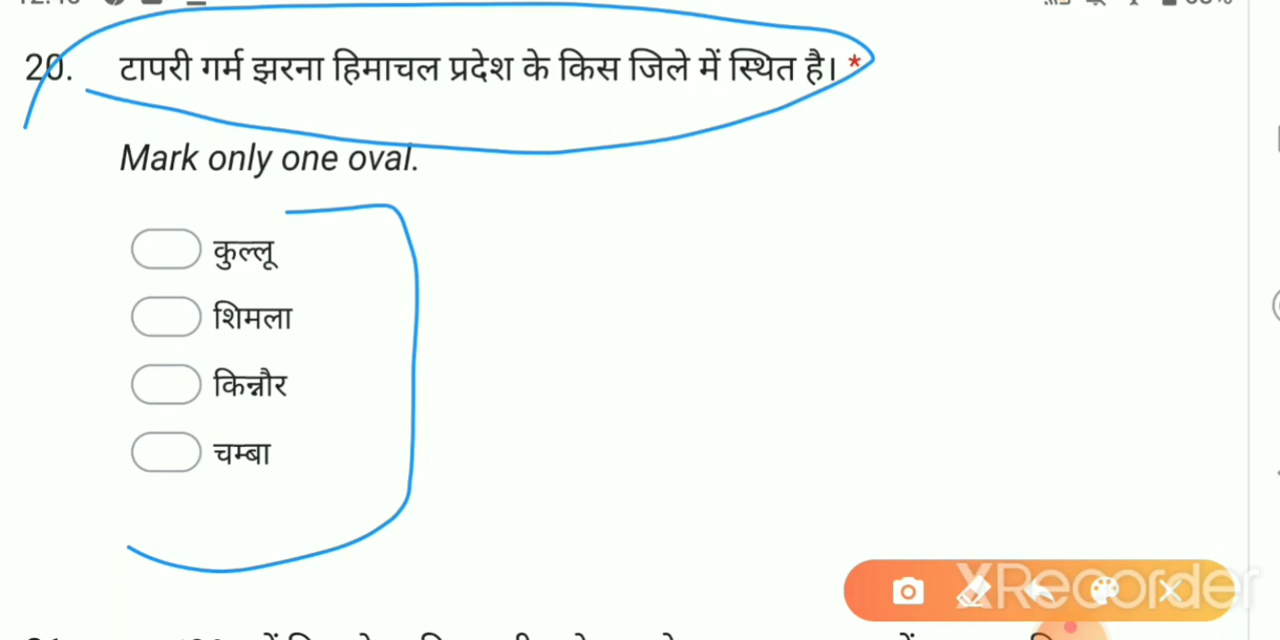 20. टापरी गर्म झरना हिमाचल प्रदेश के किस जिले में स्थित है। *
Mark only one oval.
कुल्लू
शिमला
किन्नौर
चम्बा
XRecorder